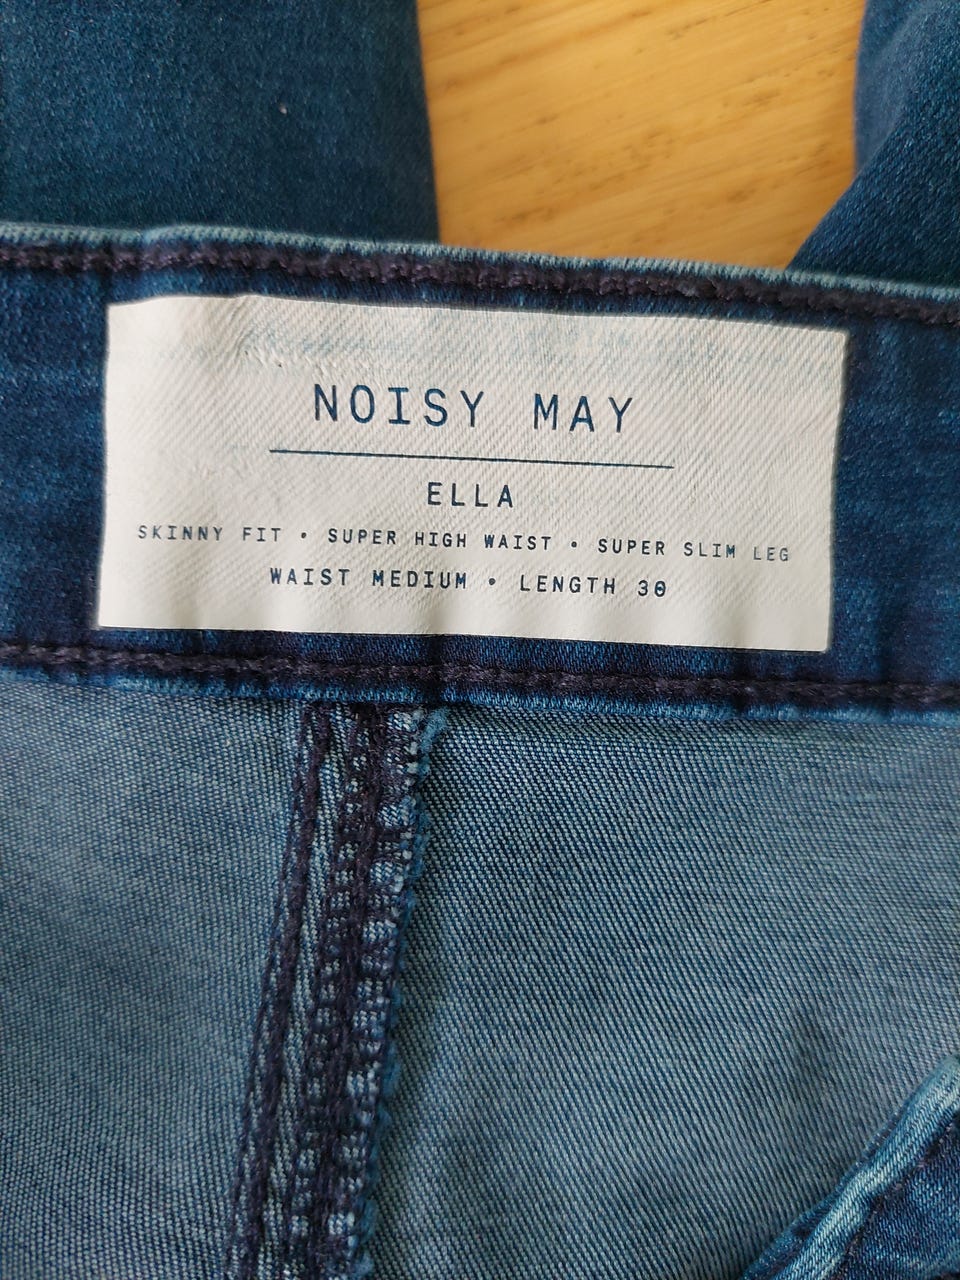 NOISY MAY
ELLA
SKINNY FIT • SUPER HIGH WAIST • SUPER SLIM LEG
WAIST MEDIUM • LENGTH 30